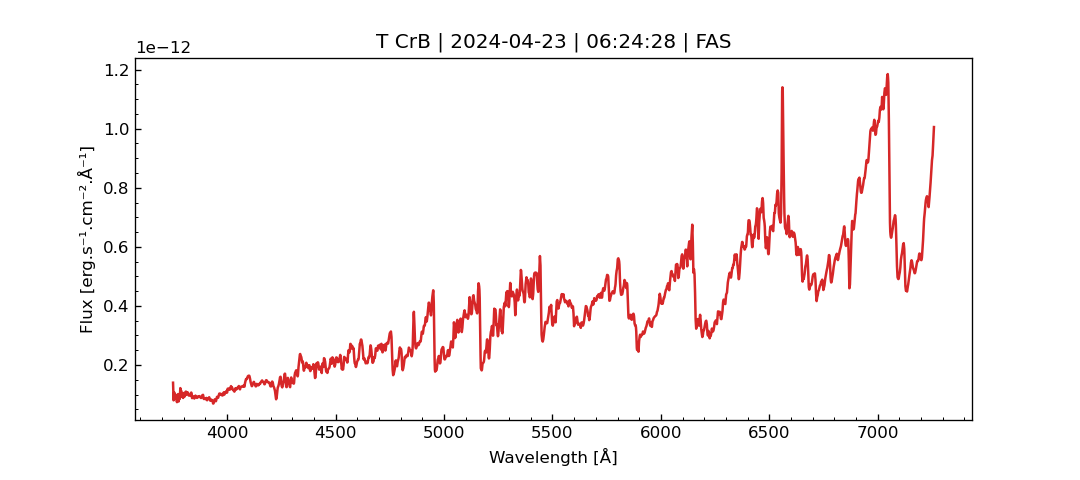 T CrB | 2024-04-23 | 06:24:28 | FAS
1e−12
1.2
1.0
0.8
0.6
0.4
0.2
Flux [erg.s⁻¹.cm⁻².Å⁻¹]
4000 4500 5000 5500 6000 6500 7000
Wavelength [Å]